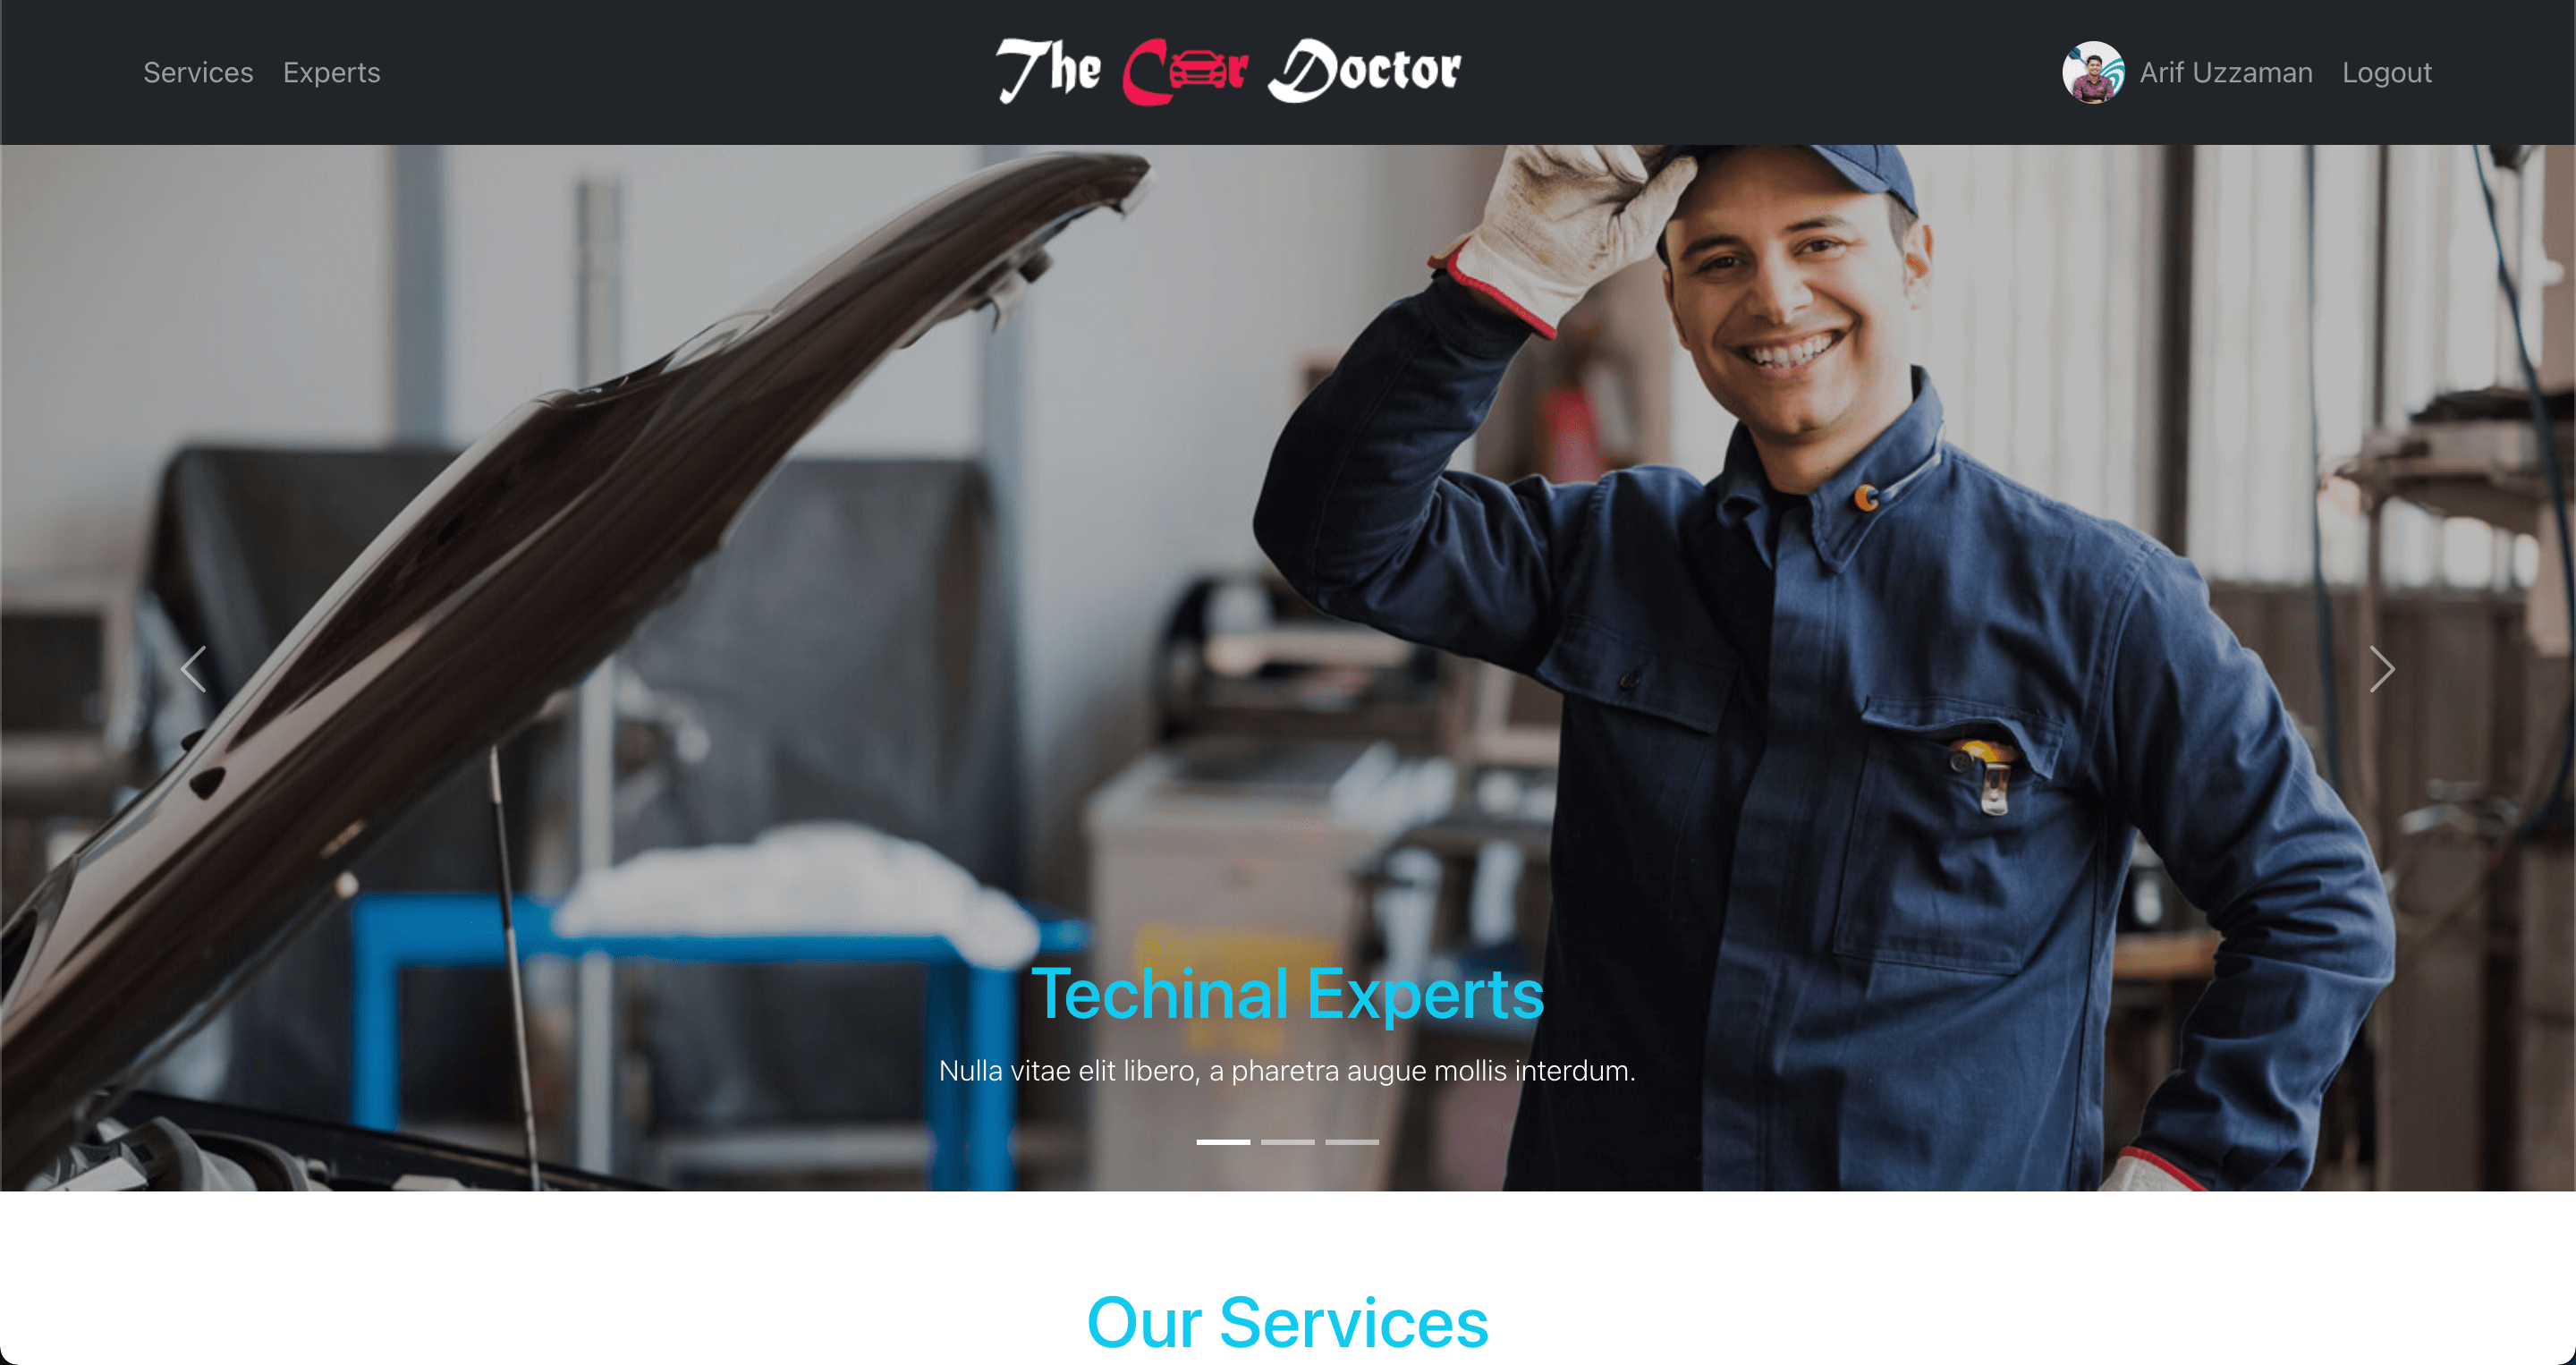 Services Experts The Car Doctor Arif Uzzaman Logout
Techinal Experts
Nulla vitae elit libero, a pharetra augue mollis interdum.
Our Services